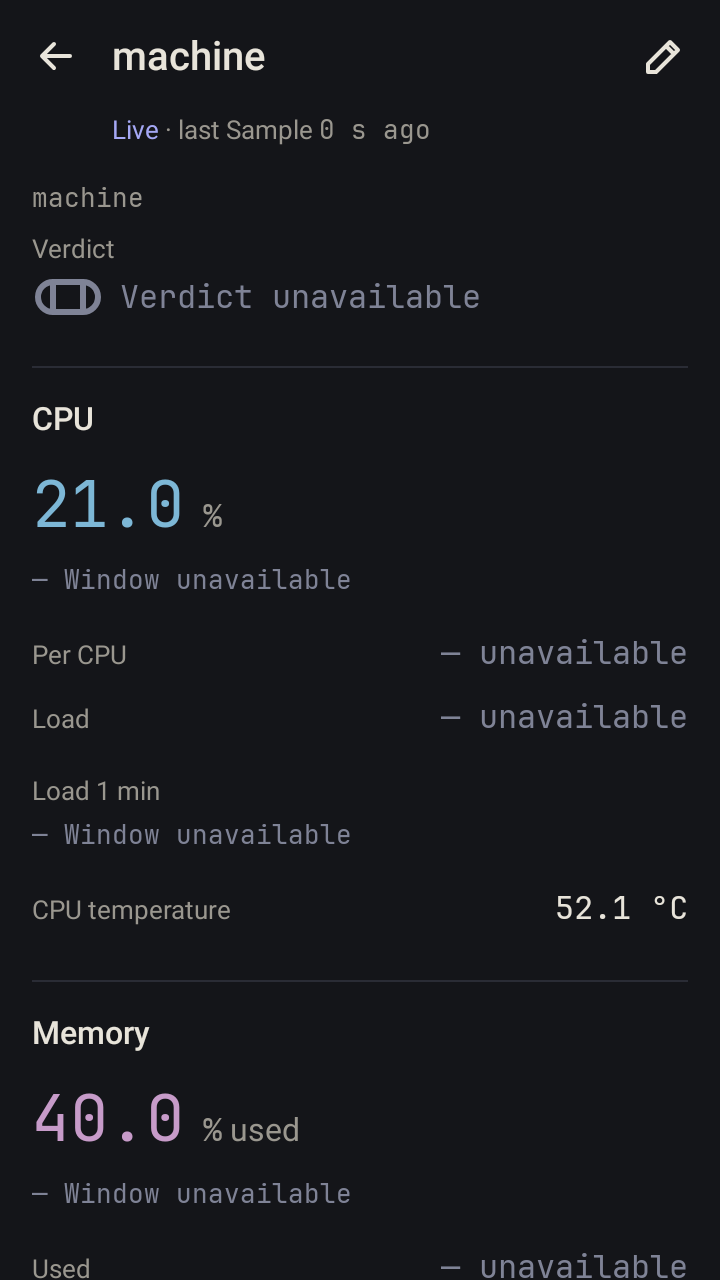 machine
Live · last Sample 0 s ago
machine
Verdict
Verdict unavailable
CPU
21.0 %
— Window unavailable
Per CPU — unavailable
Load — unavailable
Load 1 min
— Window unavailable
CPU temperature 52.1 °C
Memory
40.0 % used
— Window unavailable
Used — unavailable